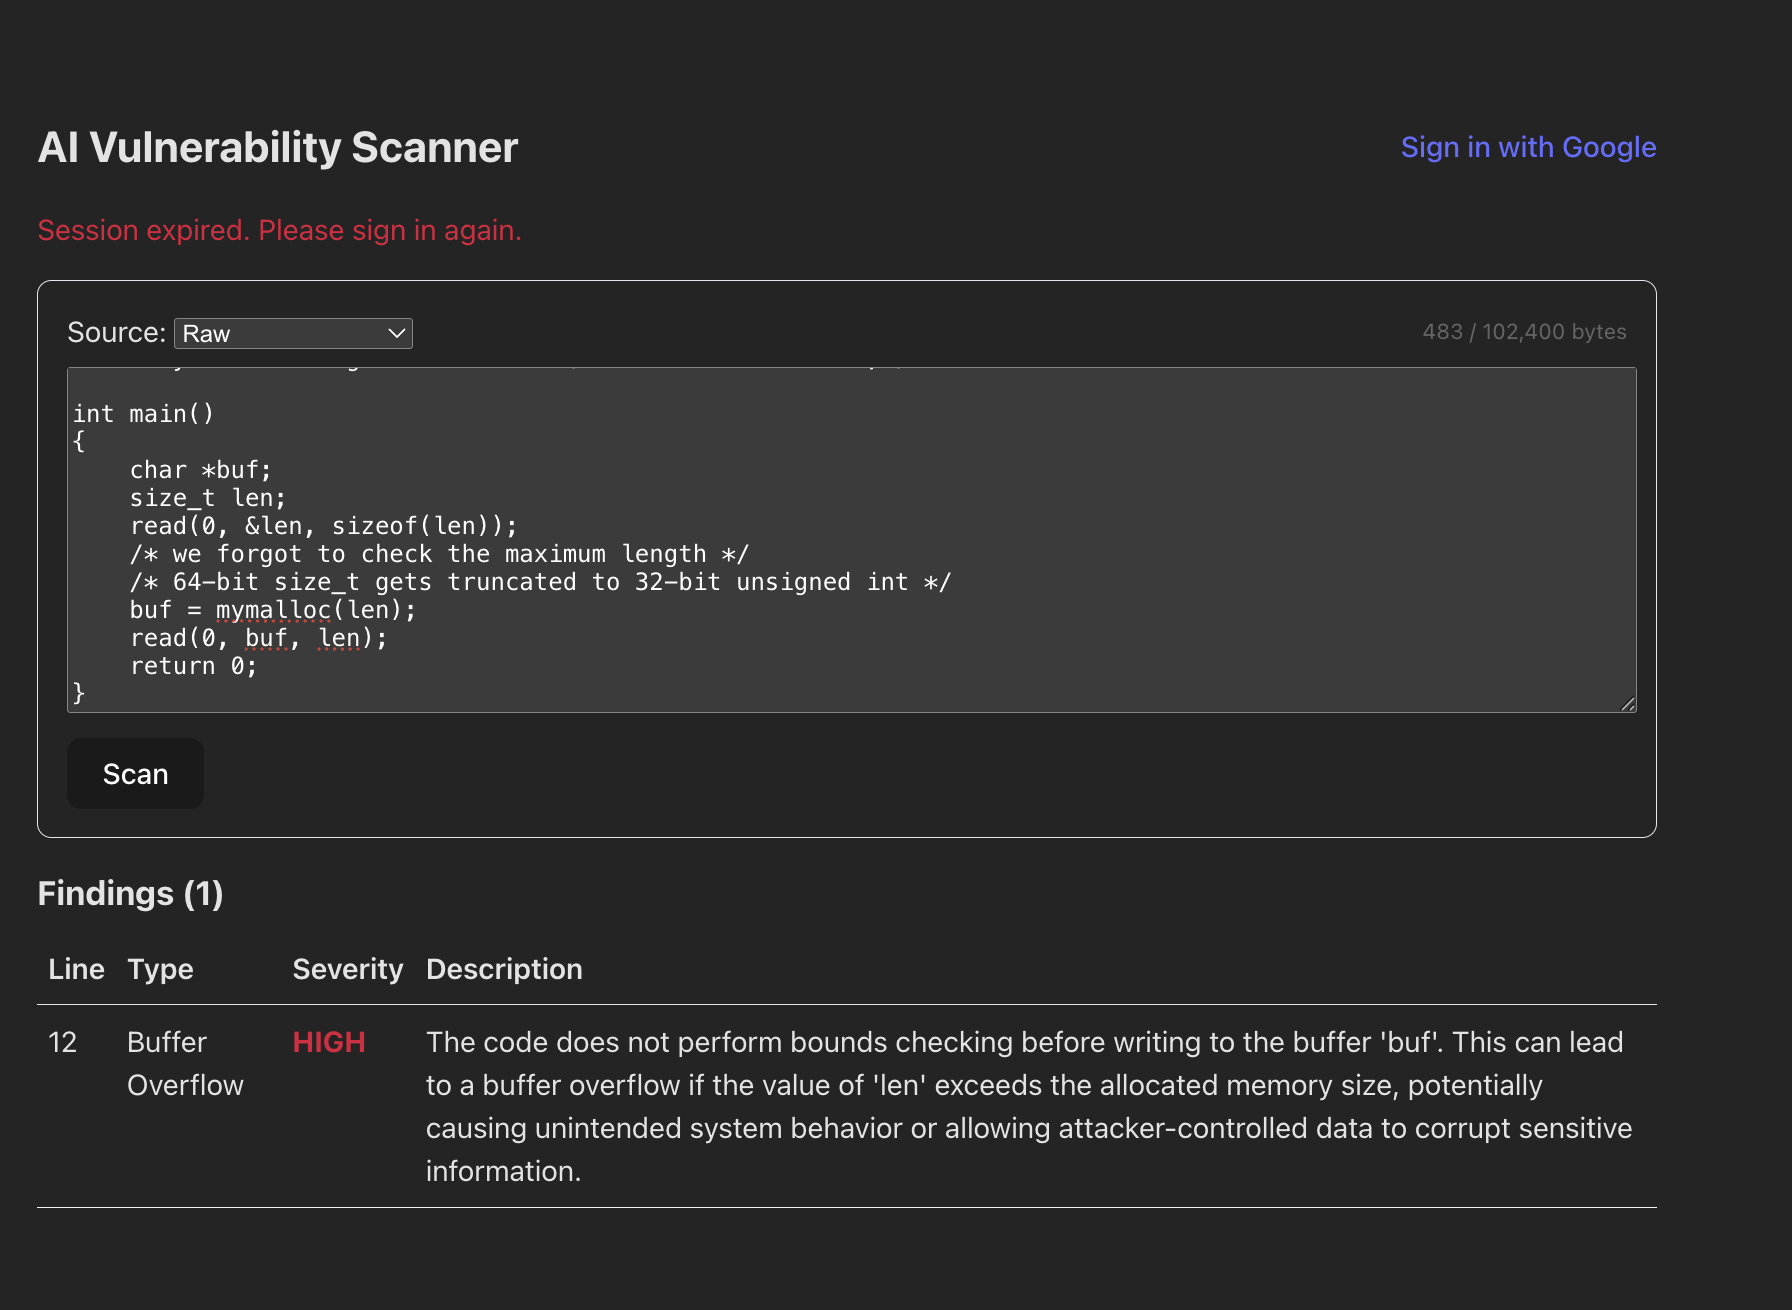 AI Vulnerability Scanner
Sign in with Google
Session expired. Please sign in again.
Source: Raw
483 / 102,400 bytes
int main()
{
    char *buf;
    size_t len;
    read(0, &len, sizeof(len));
    /* we forgot to check the maximum length */
    /* 64-bit size_t gets truncated to 32-bit unsigned int */
    buf = mymalloc(len);
    read(0, buf, len);
    return 0;
}
Scan
Findings (1)
Line Type Severity Description
12 Buffer Overflow HIGH The code does not perform bounds checking before writing to the buffer 'buf'. This can lead
to a buffer overflow if the value of 'len' exceeds the allocated memory size, potentially
causing unintended system behavior or allowing attacker-controlled data to corrupt sensitive
information.